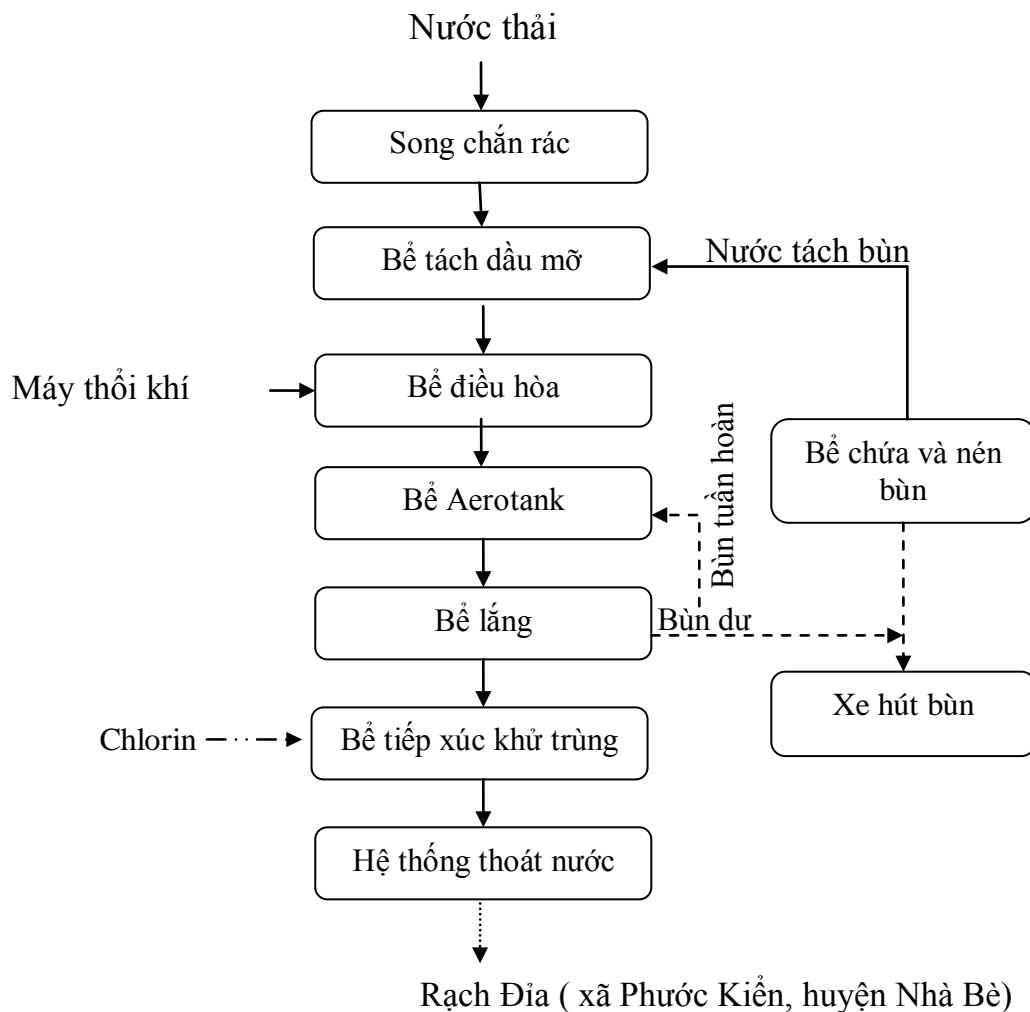 Nước thải
Song chắn rác
Bể tách dầu mỡ
Nước tách bùn
Máy thổi khí
Bể điều hòa
Bể chứa và nén
bùn
Bể Aerotank
Bùn tuần hoàn
Bể lắng
Bùn dư
Xe hút bùn
Chlorin
Bể tiếp xúc khử trùng
Hệ thống thoát nước
Rạch Đỉa ( xã Phước Kiển, huyện Nhà Bè)